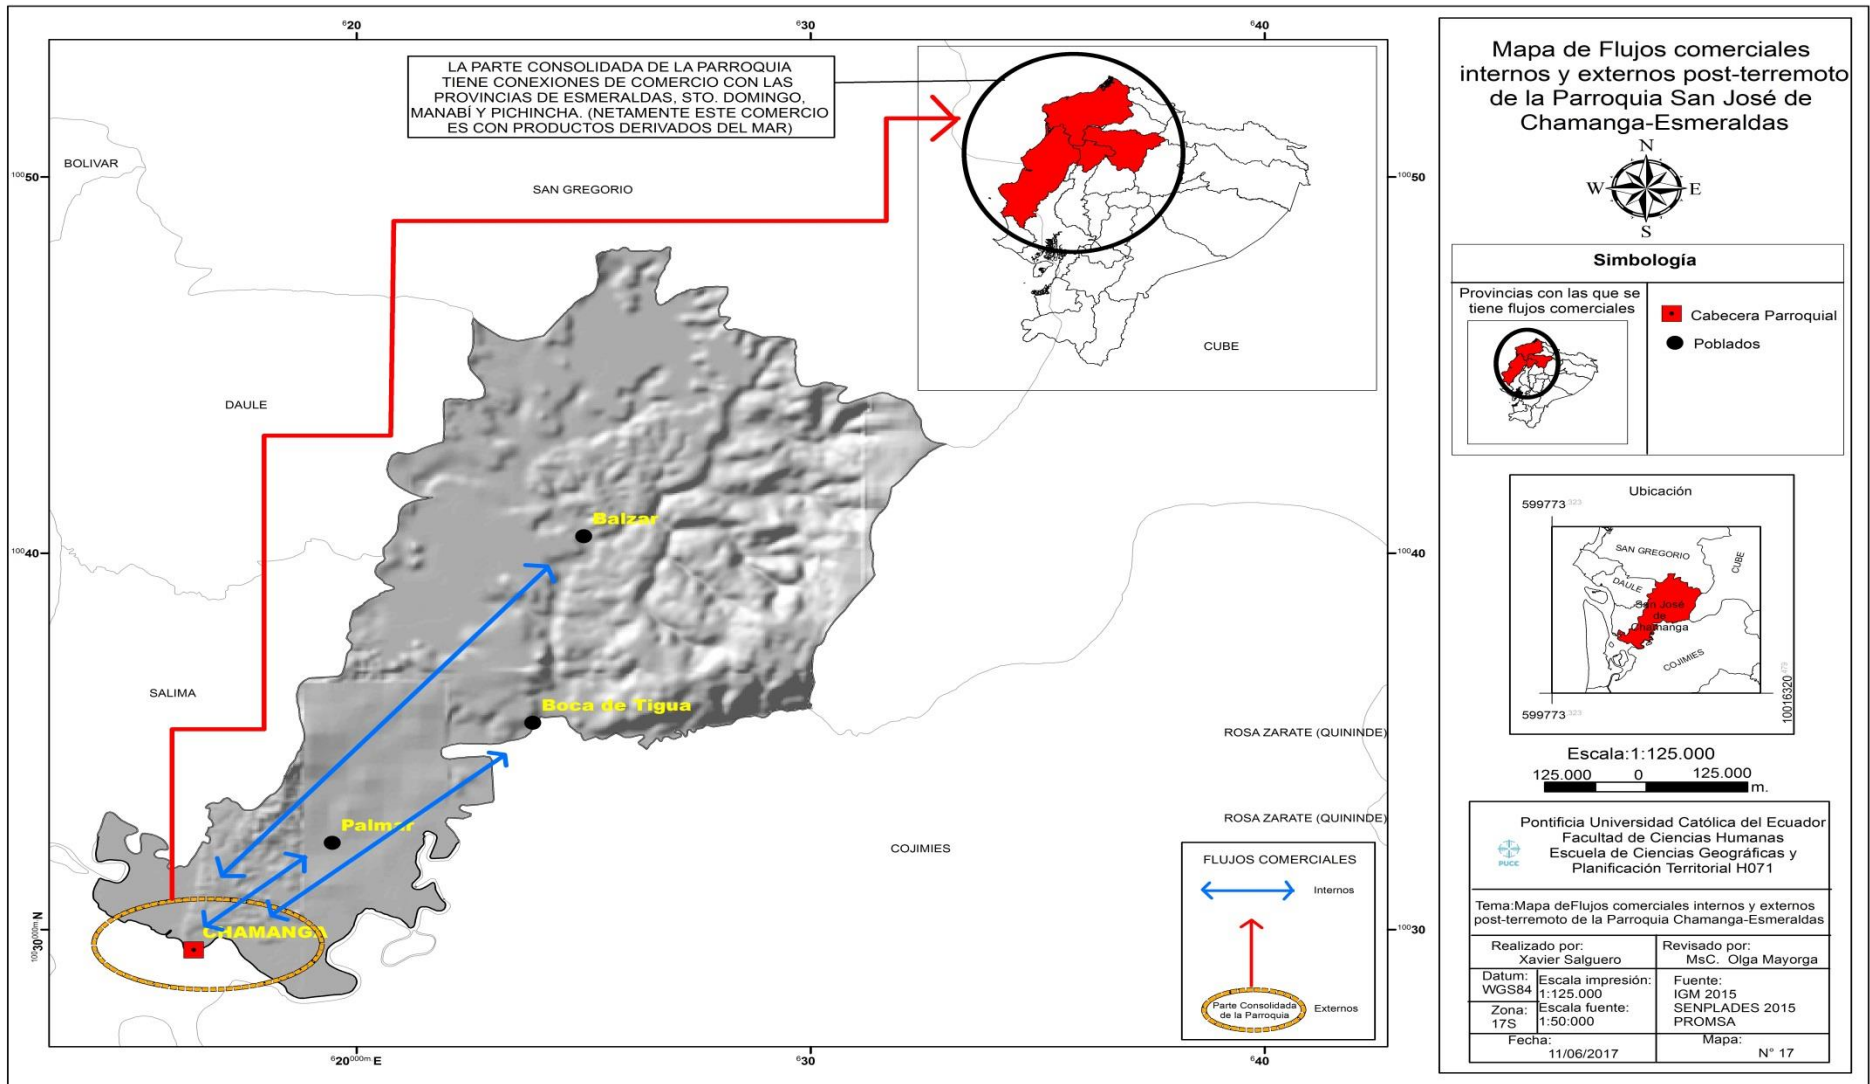 ⁶20
⁶30
⁶40
LA PARTE CONSOLIDADA DE LA PARROQUIA
TIENE CONEXIONES DE COMERCIO CON LAS
PROVINCIAS DE ESMERALDAS, STO. DOMINGO,
MANABÍ Y PICHINCHA. (NETAMENTE ESTE COMERCIO
ES CON PRODUCTOS DERIVADOS DEL MAR)
BOLIVAR
¹⁰⁰50
¹⁰⁰50
SAN GREGORIO
CUBE
DAULE
Balzar
¹⁰⁰40
¹⁰⁰40
SALIMA
Boca de Tigua
ROSA ZARATE (QUININDE)
Palmar
ROSA ZARATE (QUININDE)
COJIMIES
CHAMANGA
¹⁰⁰30⁰⁰⁰ᵐN
¹⁰⁰30
FLUJOS COMERCIALES
Internos
Parte Consolidada
de la Parroquia
Externos
⁶20⁰⁰⁰ᵐE
⁶30
⁶40
Mapa de Flujos comerciales
internos y externos post-terremoto
de la Parroquia San José de
Chamanga-Esmeraldas
N
W
E
S
Simbología
Provincias con las que se
tiene flujos comerciales
Cabecera Parroquial
Poblados
Ubicación
599773 ³²³
SAN GREGORIO
CUBE
DAULE
San José
de
Chamanga
COJIMIES
10016320 ⁴⁷⁹
599773 ³²³
Escala:1:125.000
125.000 0 125.000
m.
PUCE
Pontificia Universidad Católica del Ecuador
Facultad de Ciencias Humanas
Escuela de Ciencias Geográficas y
Planificación Territorial H071
Tema:Mapa deFlujos comerciales internos y externos
post-terremoto de la Parroquia Chamanga-Esmeraldas
Realizado por:
Xavier Salguero
Revisado por:
MsC. Olga Mayorga
Datum:
WGS84
Escala impresión:
1:125.000
Zona:
17S
Escala fuente:
1:50:000
Fuente:
IGM 2015
SENPLADES 2015
PROMSA
Fecha:
11/06/2017
Mapa:
N° 17